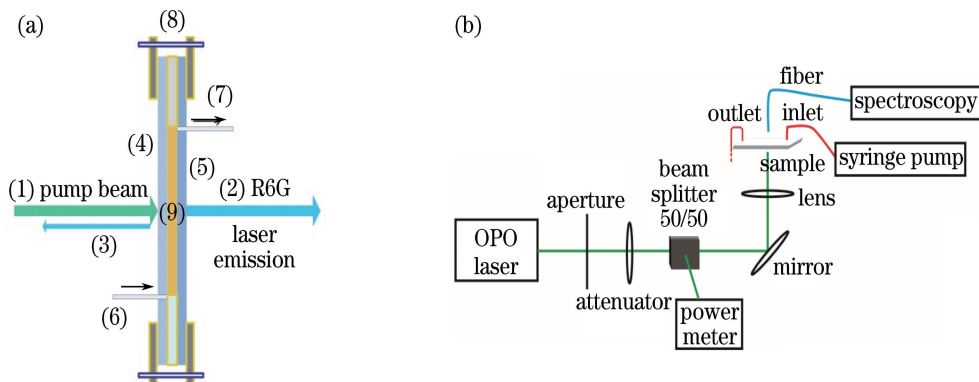 (a)
(8)
(7)
(4)
(5)
(1) pump beam
(2) R6G
(9)
(3)
laser
emission
(6)
(b)
fiber
spectroscopy
outlet
inlet
sample
syringe pump
beam
splitter
50/50
lens
aperture
OPO
laser
mirror
attenuator
power
meter